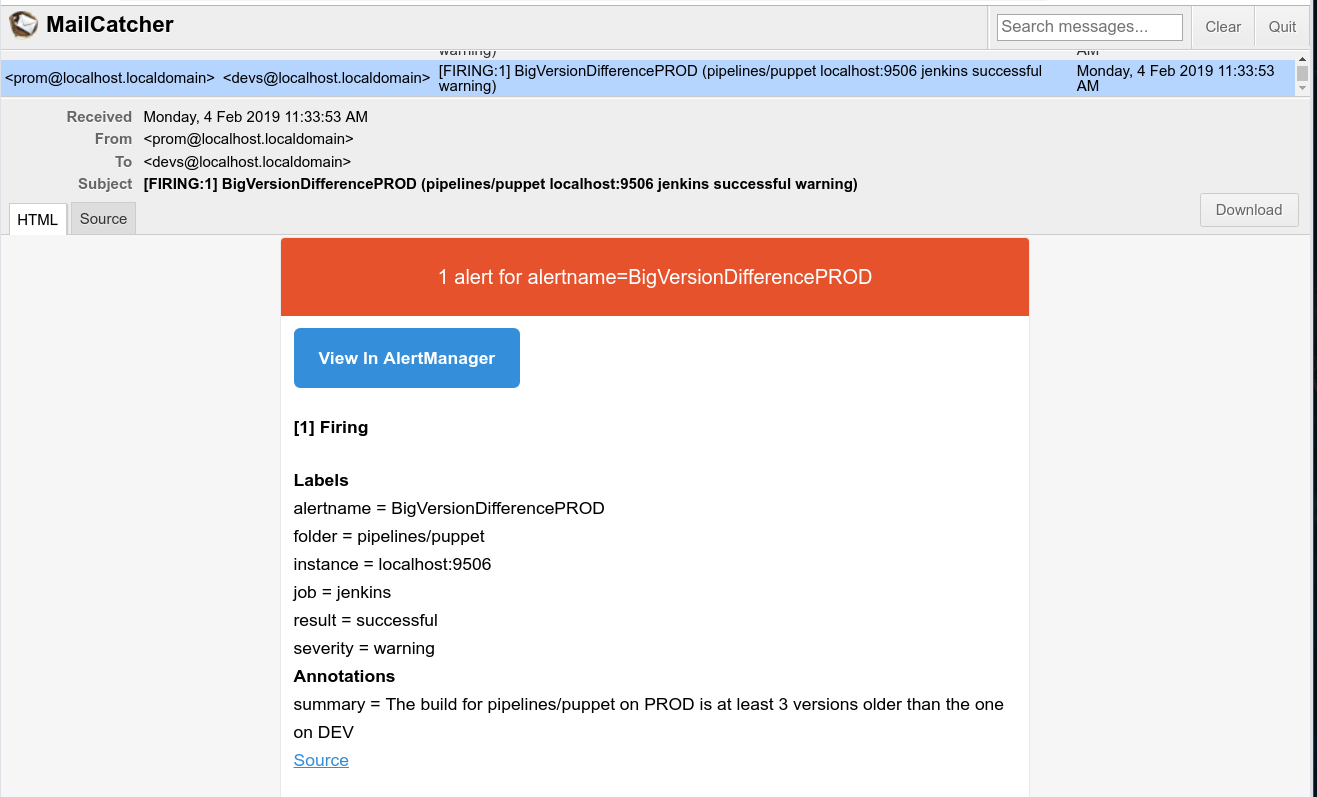 MailCatcher
Search messages...
Clear
Quit
warning)
AM
<prom@localhost.localdomain> <devs@localhost.localdomain> [FIRING:1] BigVersionDifferencePROD (pipelines/puppet localhost:9506 jenkins successful Monday, 4 Feb 2019 11:33:53
warning) AM
Received Monday, 4 Feb 2019 11:33:53 AM
From <prom@localhost.localdomain>
To <devs@localhost.localdomain>
Subject [FIRING:1] BigVersionDifferencePROD (pipelines/puppet localhost:9506 jenkins successful warning)
HTML
Source
Download
1 alert for alertname=BigVersionDifferencePROD
View In AlertManager
[1] Firing
Labels
alertname = BigVersionDifferencePROD
folder = pipelines/puppet
instance = localhost:9506
job = jenkins
result = successful
severity = warning
Annotations
summary = The build for pipelines/puppet on PROD is at least 3 versions older than the one
on DEV
Source